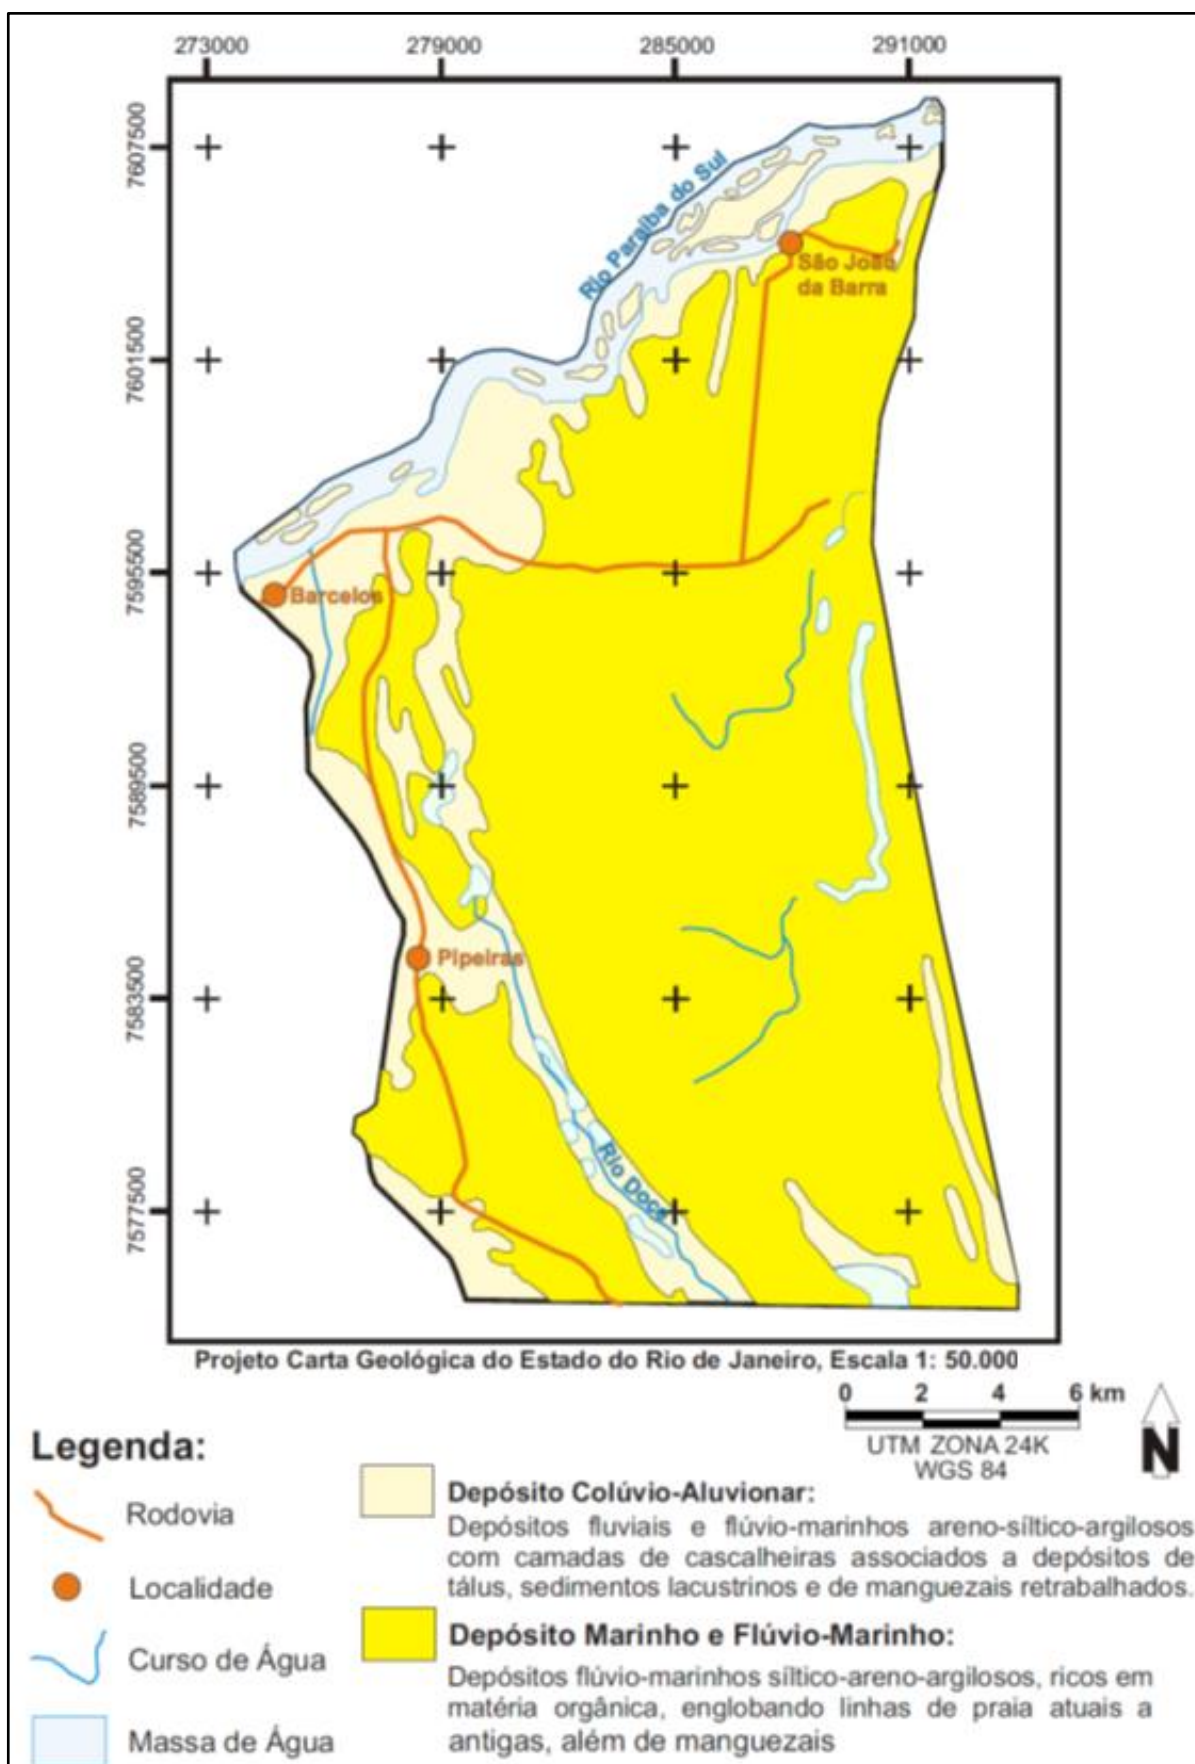 273000 279000 285000 291000
7607500
Rio Paraíba do Sul
São João
da Barra
7601500
7595500
Barcelos
7589500
Pipeiras
7583500
Rio Doce
7577500
Projeto Carta Geológica do Estado do Rio de Janeiro, Escala 1: 50.000
0 2 4 6 km
UTM ZONA 24K
WGS 84
N
Legenda:
Rodovia
Localidade
Curso de Água
Massa de Água
Depósito Colúvio-Aluvionar:
Depósitos fluviais e flúvio-marinhos areno-síltico-argilosos
com camadas de cascalheiras associados a depósitos de
tálus, sedimentos lacustrinos e de manguezais retrabalhados.
Depósito Marinho e Flúvio-Marinho:
Depósitos flúvio-marinhos síltico-areno-argilosos, ricos em
matéria orgânica, englobando linhas de praia atuais a
antigas, além de manguezais